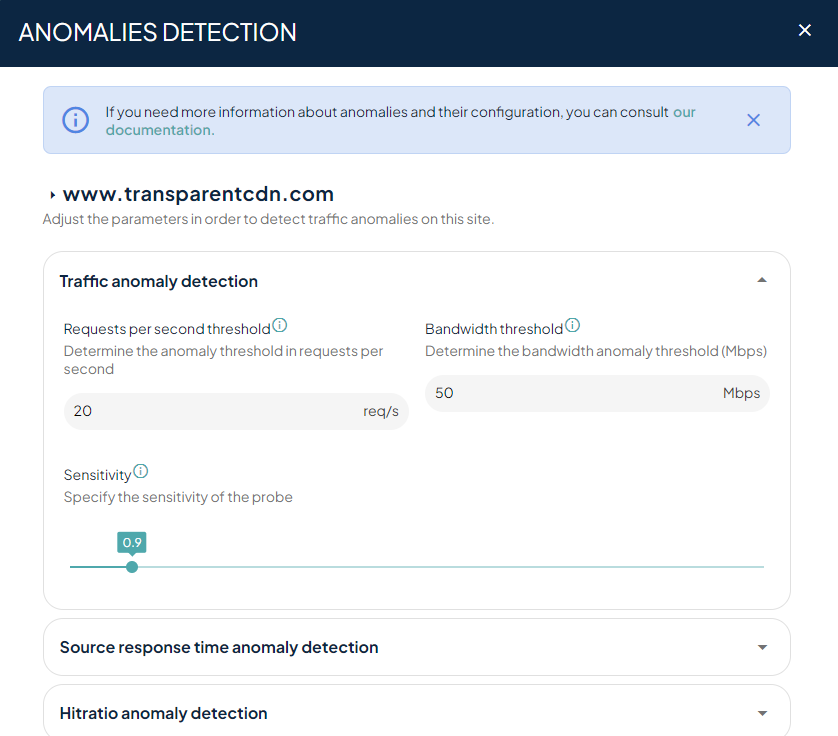 ANOMALIES DETECTION
If you need more information about anomalies and their configuration, you can consult our
documentation.
www.transparentcdn.com
Adjust the parameters in order to detect traffic anomalies on this site.
Traffic anomaly detection
Requests per second threshold
Determine the anomaly threshold in requests per
second
20 req/s
Bandwidth threshold
Determine the bandwidth anomaly threshold (Mbps)
50 Mbps
Sensitivity
Specify the sensitivity of the probe
0.9
Source response time anomaly detection
Hitratio anomaly detection